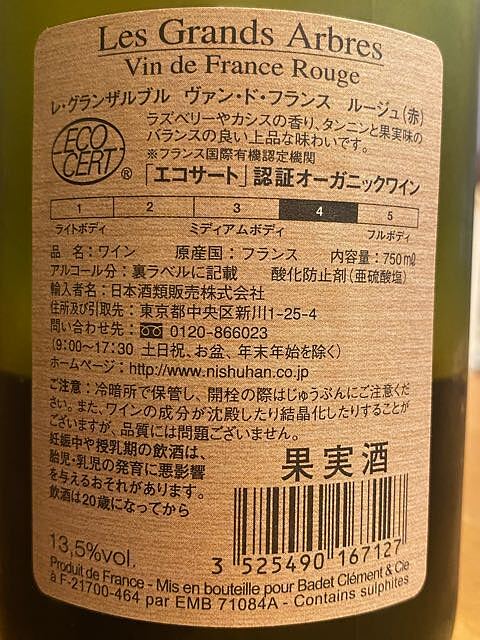 Les Grands Arbres
Vin de France Rouge
レ・グランザルブル ヴァン・ド・フランス ルージュ(赤)
ECO
CERT®
ラズベリーやカシスの香り、タンニンと果実味の
バランスの良い上品な味わいです。
※フランス国際有機認定機関
「エコサート」認証オーガニックワイン
1 2 3 4 5
ライトボディ ミディアムボディ フルボディ
品 名:ワイン 原産国:フランス 内容量:750㎖
アルコール分:裏ラベルに記載 酸化防止剤(亜硫酸塩)
輸入者名:日本酒類販売株式会社
住所及び引取先:東京都中央区新川1-25-4
問い合わせ先: 0120-866023
(9:00〜17:30 土日祝、お盆、年末年始を除く)
ホームページ:http://www.nishuhan.co.jp
ご注意:冷暗所で保管し、開栓の際はじゅうぶんにご注意くだ
さい。また、ワインの成分が沈殿したり結晶化したりすることが
ございますが、品質には問題ございません。
妊娠中や授乳期の飲酒は、
胎児・乳児の発育に悪影響
を与えるおそれがあります。
飲酒は20歳になってから
果実酒
13,5%vol.
3 525490 167127
Produit de France - Mis en bouteille pour Badet Clément & Cie
à F-21700-464 par EMB 71084A - Contains sulphites